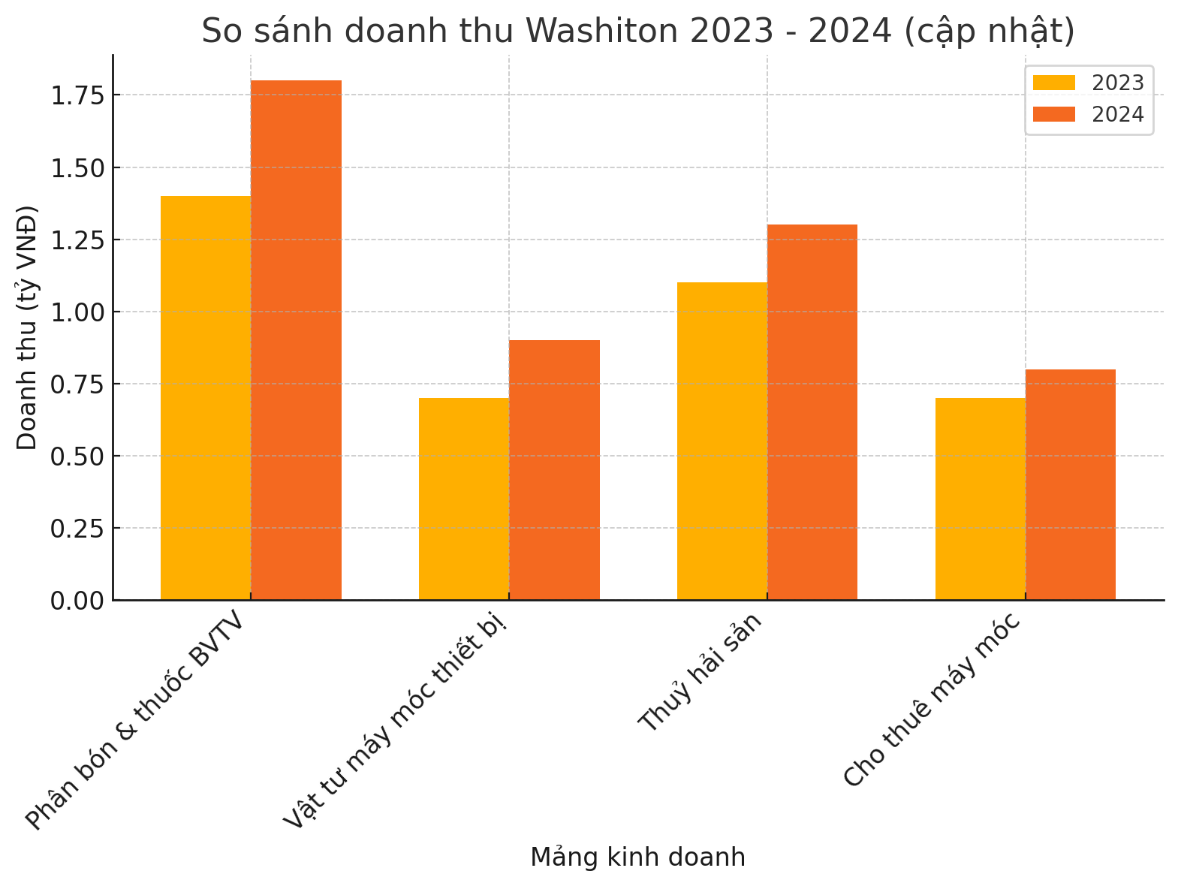 So sánh doanh thu Washiton 2023 - 2024 (cập nhật)
2023
2024
Doanh thu (tỷ VNĐ)
1.75
1.50
1.25
1.00
0.75
0.50
0.25
0.00
Phân bón & thuốc BVTV
Vật tư máy móc thiết bị
Thuỷ hải sản
Cho thuê máy móc
Mảng kinh doanh